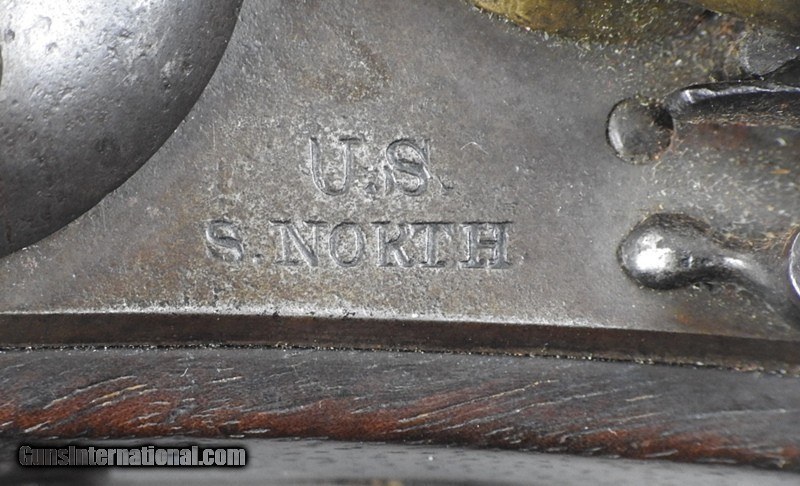 U.S.
S. NORTH
GunsInternational.com